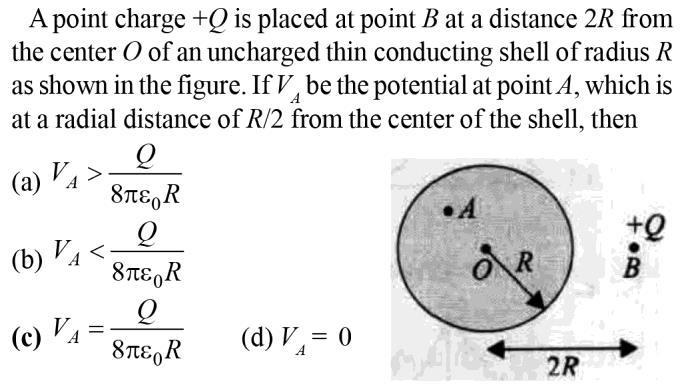 A point charge +Q is placed at point B at a distance 2R from
the center O of an uncharged thin conducting shell of radius R
as shown in the figure. If V_A be the potential at point A, which is
at a radial distance of R/2 from the center of the shell, then
(a) V_A > Q/(8πε₀R)
(b) V_A < Q/(8πε₀R)
(c) V_A = Q/(8πε₀R) (d) V_A = 0
A
+Q
O R B
2R